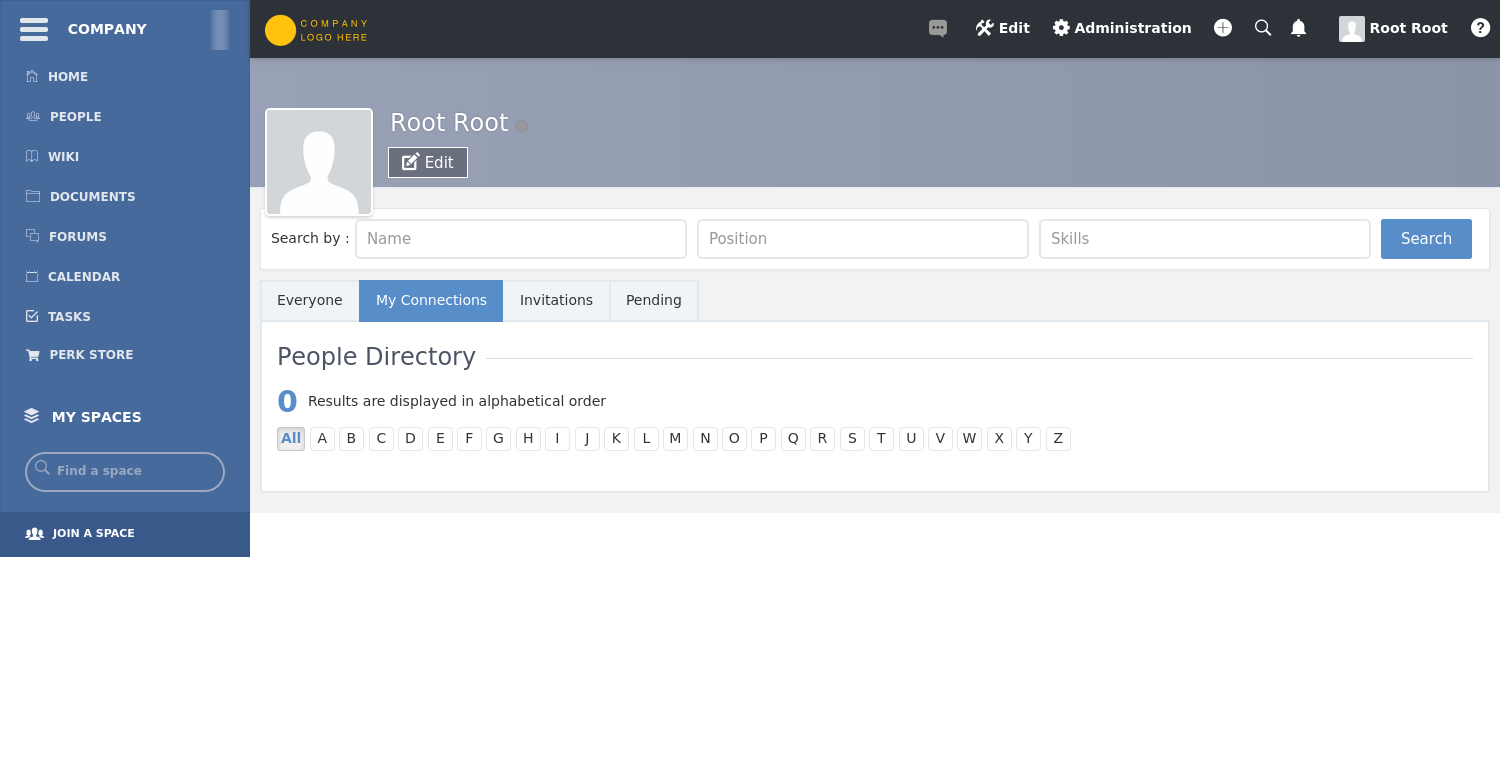 COMPANY
HOME
PEOPLE
WIKI
DOCUMENTS
FORUMS
CALENDAR
TASKS
PERK STORE
MY SPACES
Find a space
JOIN A SPACE
COMPANY
LOGO HERE
Edit
Administration
Root Root
?
Root Root
Edit
Search by :
Name
Position
Skills
Search
Everyone
My Connections
Invitations
Pending
People Directory
0 Results are displayed in alphabetical order
All A B C D E F G H I J K L M N O P Q R S T U V W X Y Z